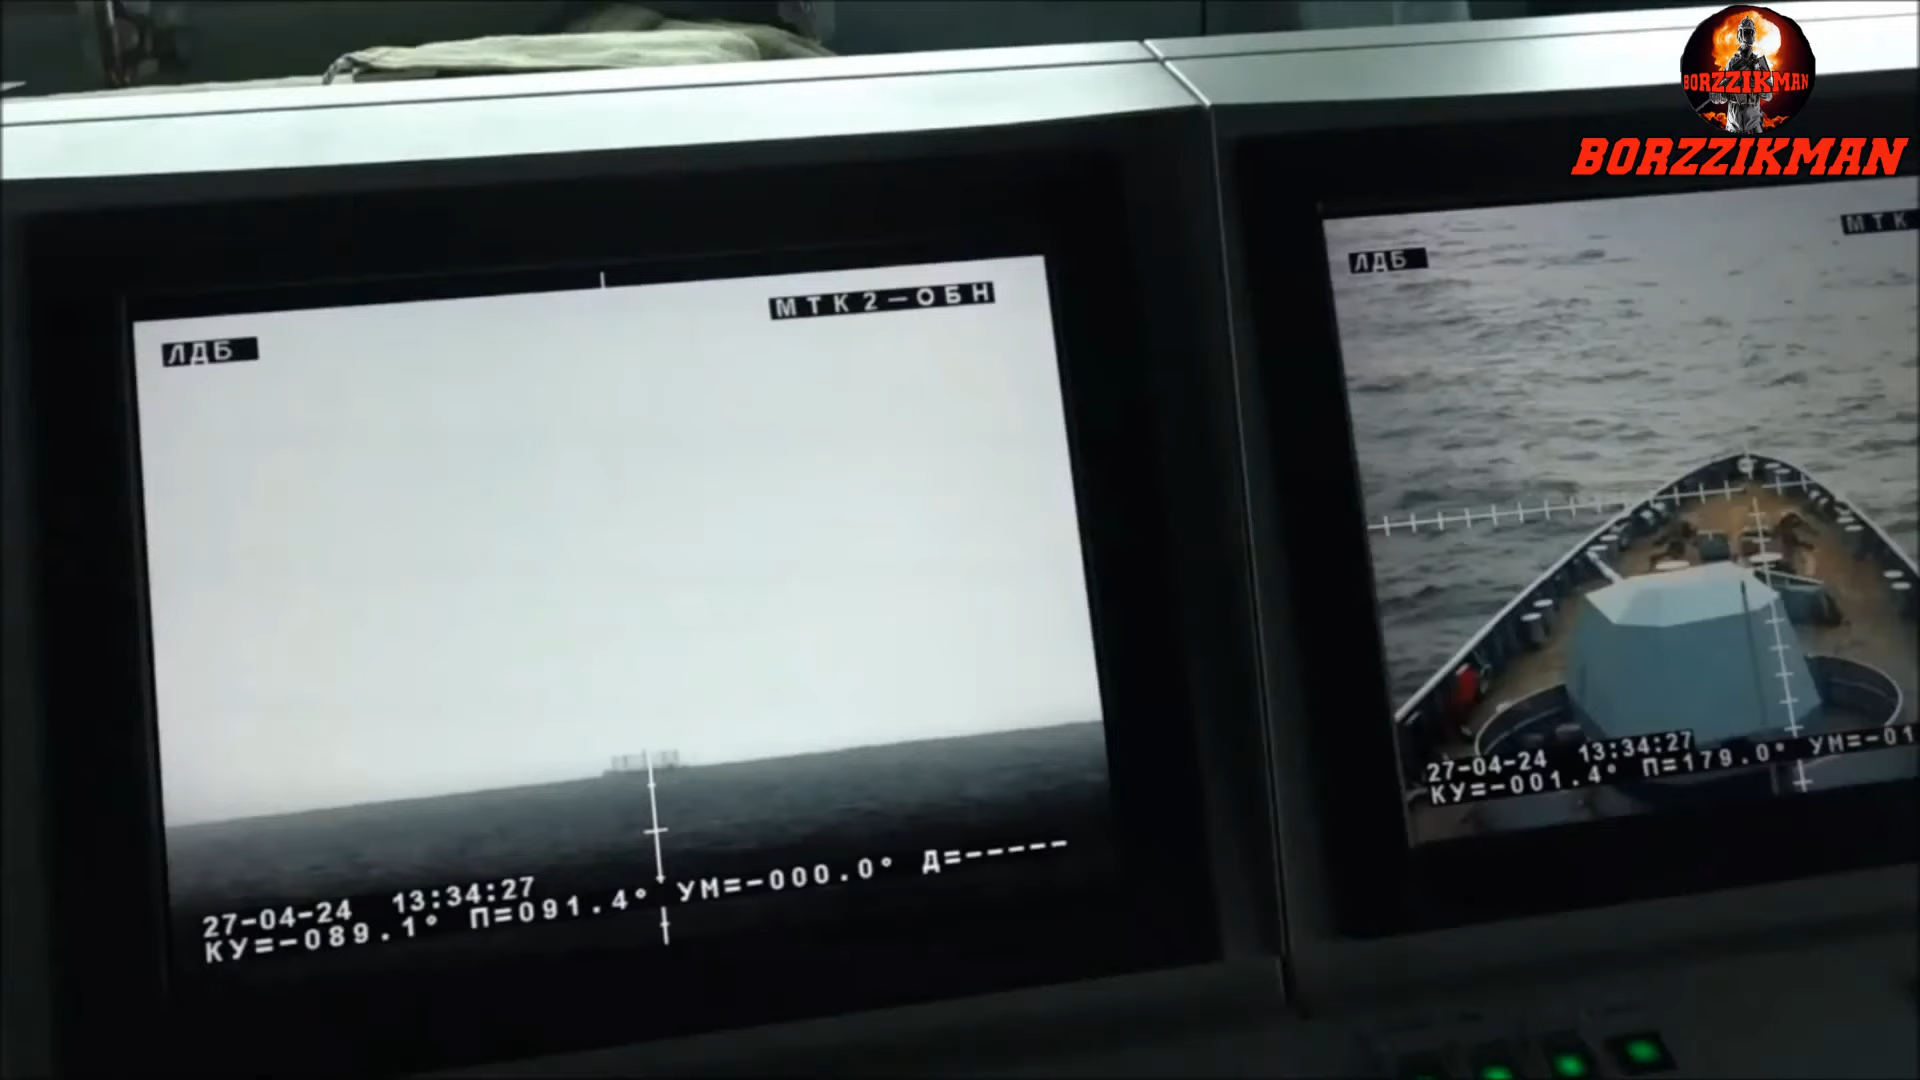 BORZZIKMAN
BORZZIKMAN
ЛДБ
МТК2-ОБН
27-04-24 13:34:27
КУ=-089.1° П=091.4° УМ=-000.0° Д=-----
ЛДБ
МТК
27-04-24 13:34:27
КУ=-001.4° П=179.0° УМ=-01